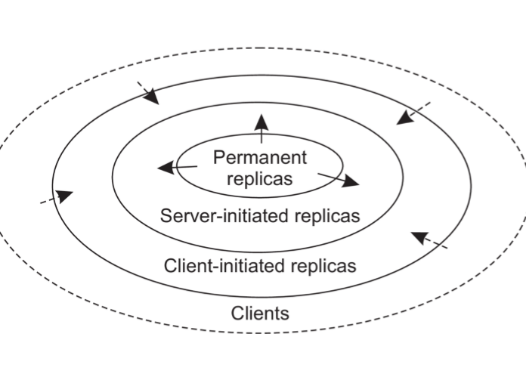 Permanent
replicas
Server-initiated replicas
Client-initiated replicas
Clients